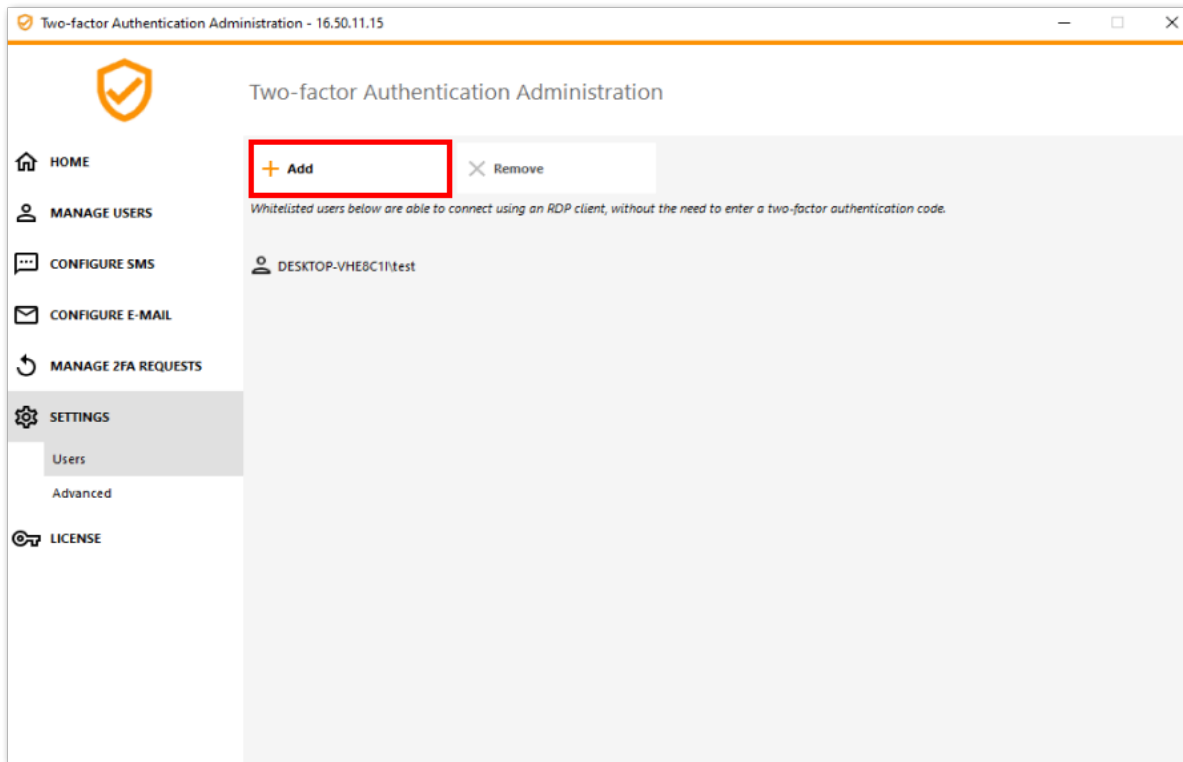 Two-factor Authentication Administration - 16.50.11.15
Two-factor Authentication Administration
HOME
MANAGE USERS
CONFIGURE SMS
CONFIGURE E-MAIL
MANAGE 2FA REQUESTS
SETTINGS
Users
Advanced
LICENSE
Add
Remove
Whitelisted users below are able to connect using an RDP client, without the need to enter a two-factor authentication code.
DESKTOP-VHE8C1I\test